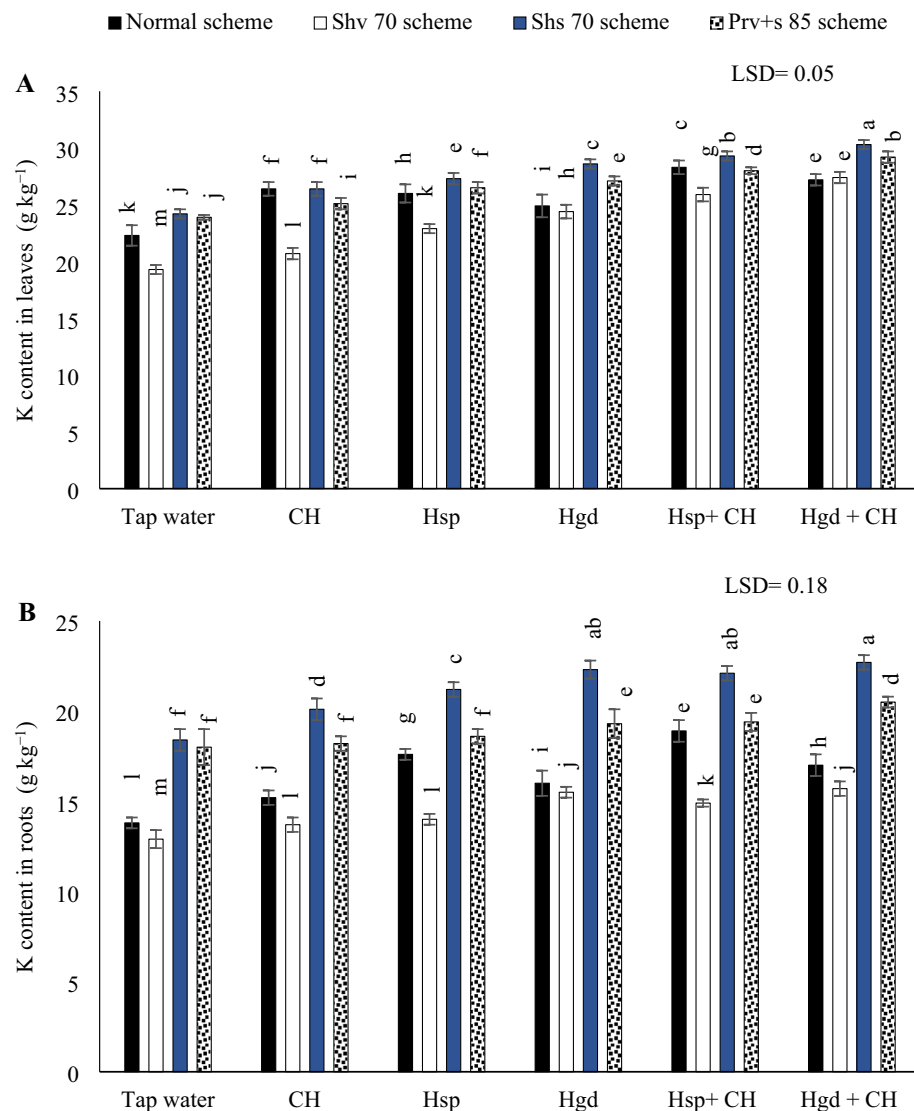 Normal scheme Shv 70 scheme Shs 70 scheme Prv+s 85 scheme
A
LSD= 0.05
K content in leaves (g kg⁻¹)
35
30
25
20
15
10
5
0
k m j j
f l f i
h k e f
i h c e
c g b d
e e a b
Tap water CH Hsp Hgd Hsp+ CH Hgd + CH
B
LSD= 0.18
K content in roots (g kg⁻¹)
25
20
15
10
5
0
l m f f
j l d f
g l c f
i j ab e
e k ab e
h j a d
Tap water CH Hsp Hgd Hsp+ CH Hgd + CH